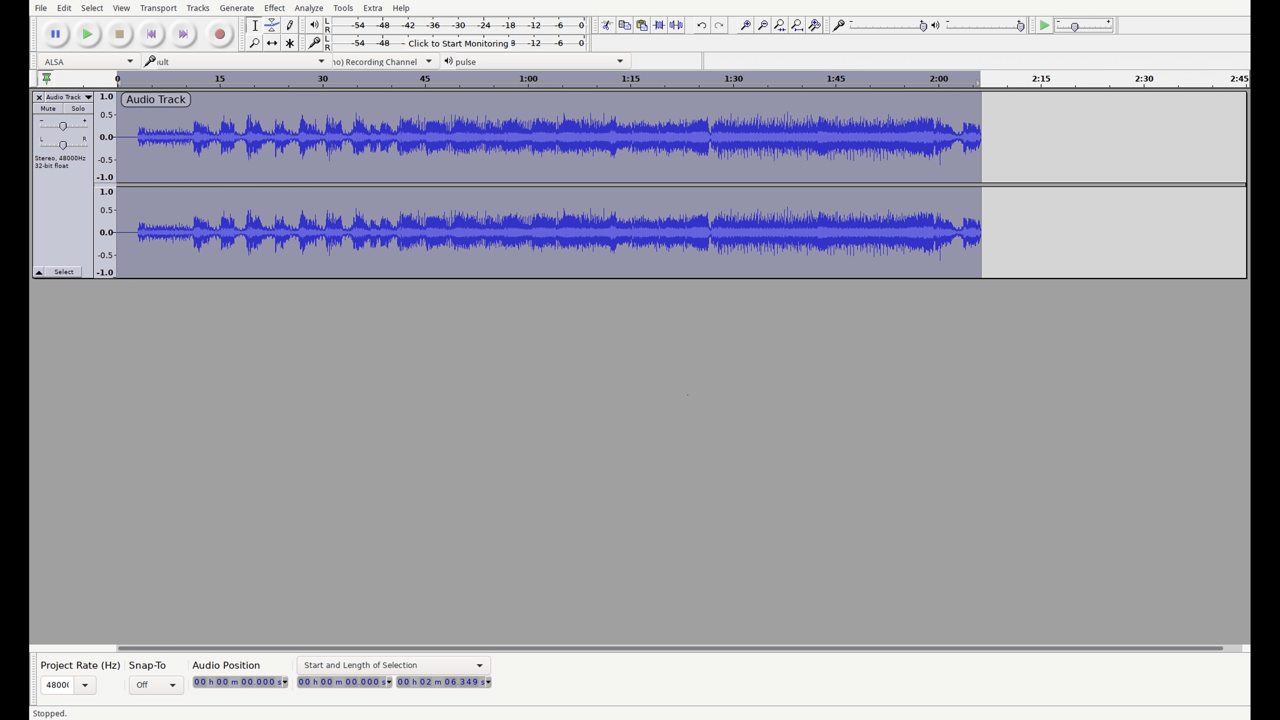 File Edit Select View Transport Tracks Generate Effect Analyze Tools Extra Help
L R -54 -48 -42 -36 -30 -24 -18 -12 -6 0
L R -54 -48 - Click to Start Monitoring -12 -6 0
ALSA
ult
no) Recording Channel
pulse
0 15 30 45 1:00 1:15 1:30 1:45 2:00 2:15 2:30 2:45
Audio Track
Mute Solo
- +
L R
Stereo, 48000Hz
32-bit float
Select
Audio Track
1.0
0.5
0.0
-0.5
-1.0
1.0
0.5
0.0
-0.5
-1.0
Project Rate (Hz) Snap-To Audio Position Start and Length of Selection
48000 Off 00 h 00 m 00.000 s 00 h 00 m 00.000 s 00 h 02 m 06.349 s
Stopped.